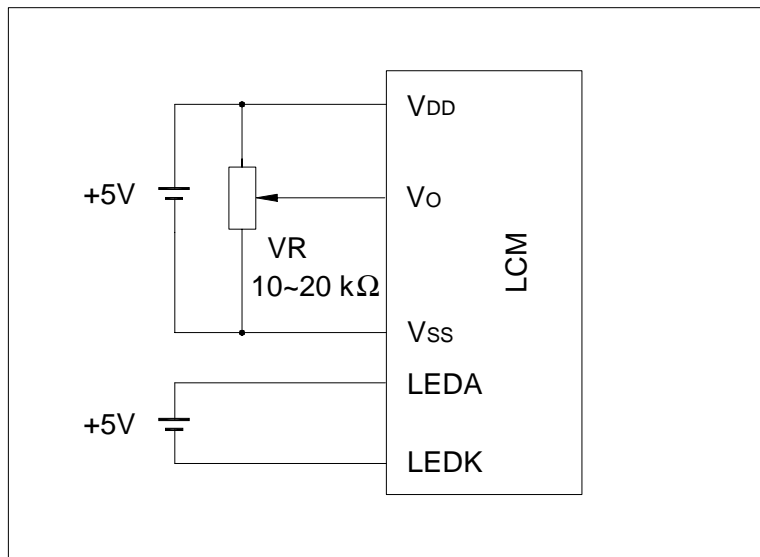 VDD
+5V
VO
VR
10~20 kΩ
LCM
VSS
LEDA
+5V
LEDK